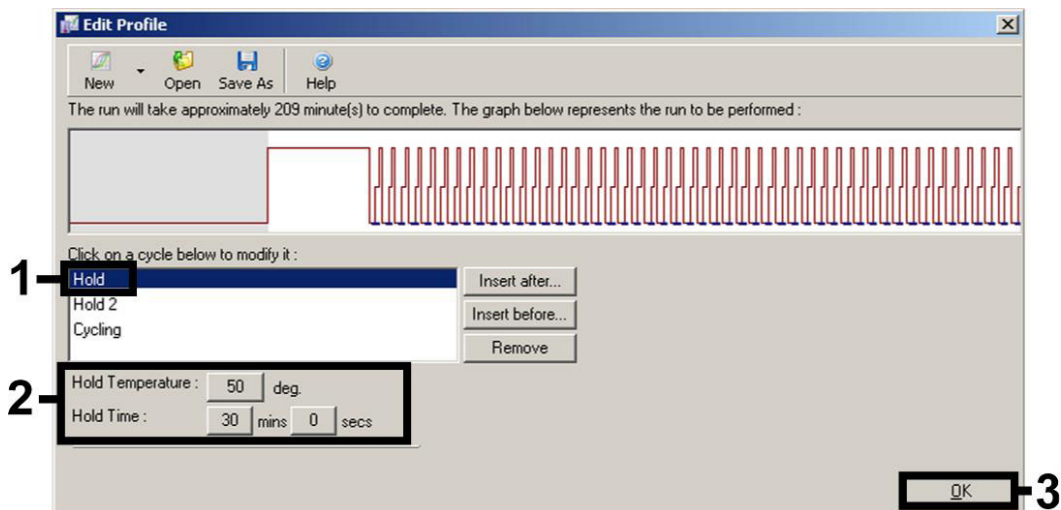 Edit Profile
New Open Save As Help
The run will take approximately 209 minute(s) to complete. The graph below represents the run to be performed :
Click on a cycle below to modify it :
1
Hold
Insert after...
Hold 2
Insert before...
Cycling
Remove
2
Hold Temperature : 50 deg.
Hold Time : 30 mins 0 secs
OK
3